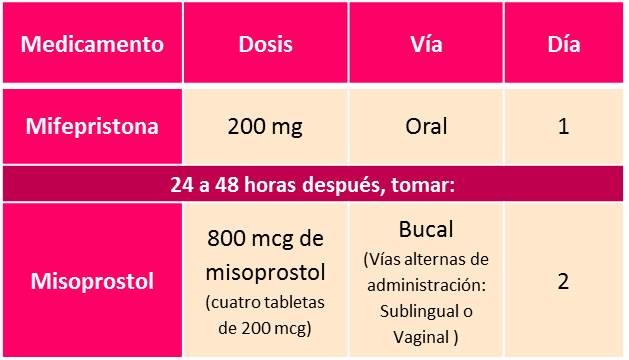 Medicamento Dosis Vía Día
Mifepristona 200 mg Oral 1
24 a 48 horas después, tomar:
Misoprostol
800 mcg de
misoprostol
(cuatro tabletas
de 200 mcg)
Bucal
(Vías alternas de
administración:
Sublingual o
Vaginal )
2